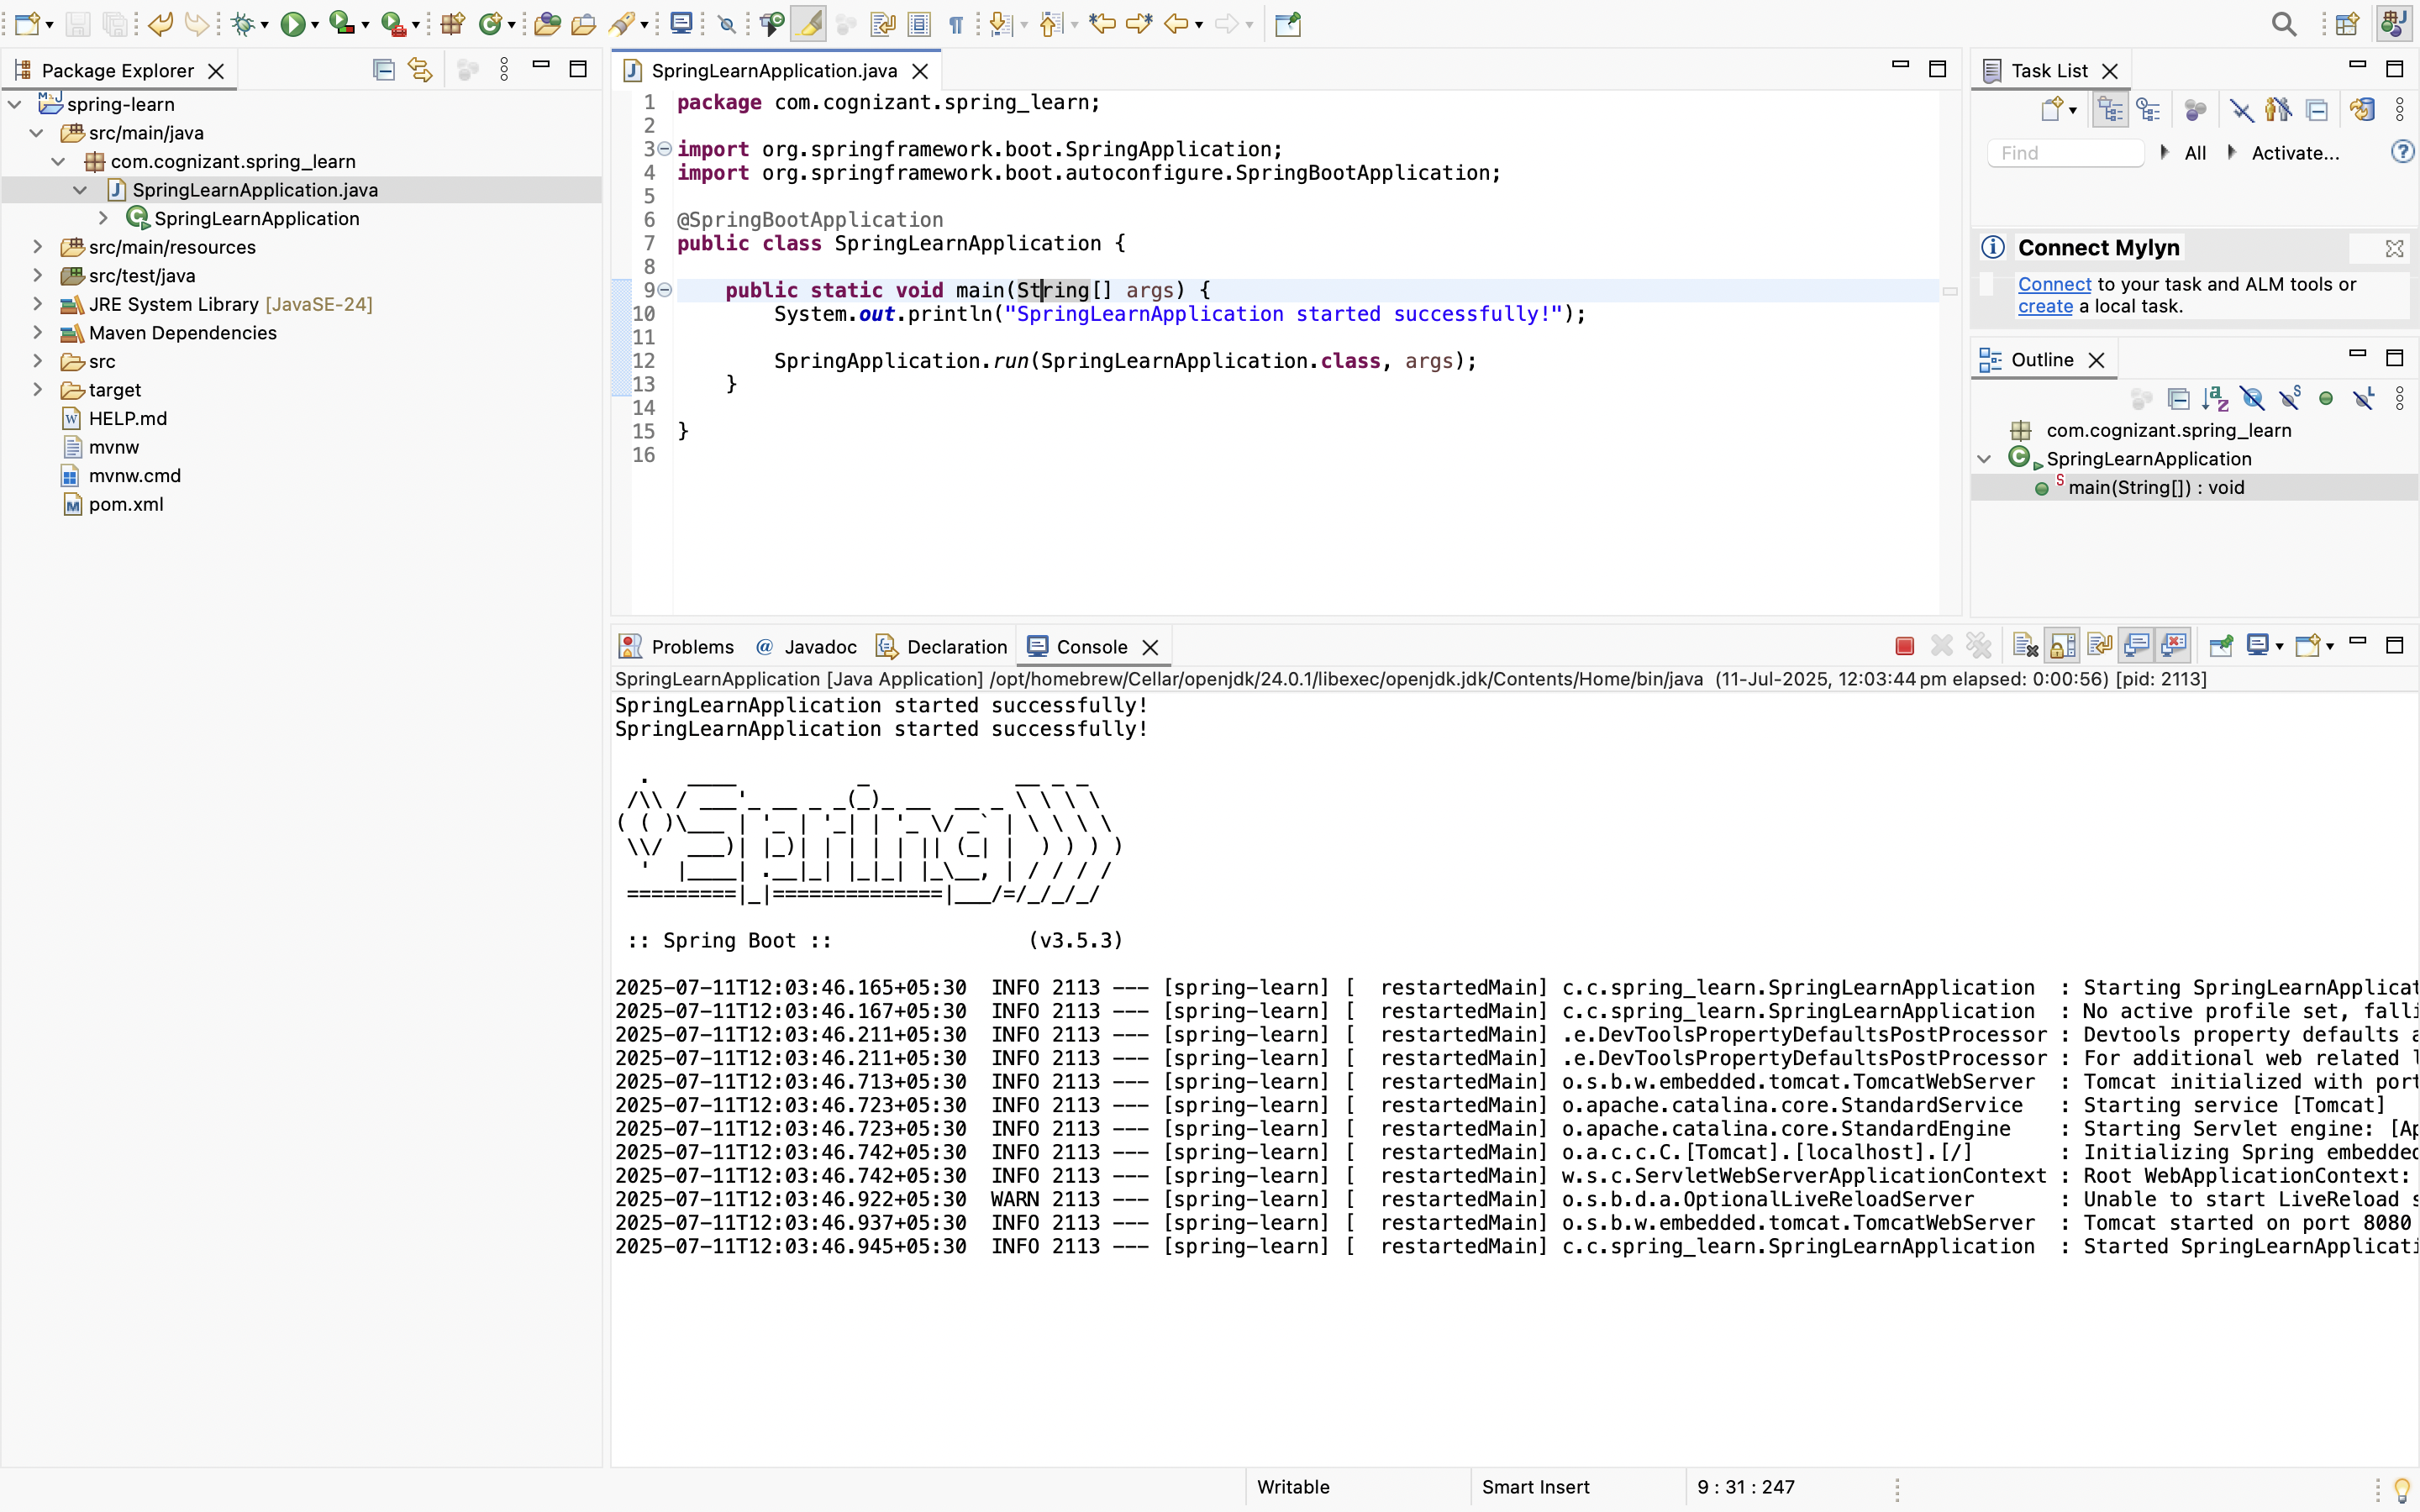 Package Explorer
spring-learn
src/main/java
com.cognizant.spring_learn
SpringLearnApplication.java
SpringLearnApplication
src/main/resources
src/test/java
JRE System Library [JavaSE-24]
Maven Dependencies
src
target
HELP.md
mvnw
mvnw.cmd
pom.xml
SpringLearnApplication.java
1 package com.cognizant.spring_learn;
2
3 import org.springframework.boot.SpringApplication;
4 import org.springframework.boot.autoconfigure.SpringBootApplication;
5
6 @SpringBootApplication
7 public class SpringLearnApplication {
8
9     public static void main(String[] args) {
10         System.out.println("SpringLearnApplication started successfully!");
11
12         SpringApplication.run(SpringLearnApplication.class, args);
13     }
14
15 }
16
Task List
Find All Activate...
Connect Mylyn
Connect to your task and ALM tools or
create a local task.
Outline
com.cognizant.spring_learn
SpringLearnApplication
main(String[]) : void
Problems Javadoc Declaration Console
SpringLearnApplication [Java Application] /opt/homebrew/Cellar/openjdk/24.0.1/libexec/openjdk.jdk/Contents/Home/bin/java (11-Jul-2025, 12:03:44 pm elapsed: 0:00:56) [pid: 2113]
SpringLearnApplication started successfully!
SpringLearnApplication started successfully!
  .   ____          _            __ _ _
 /\\ / ___'_ __ _ _(_)_ __  __ _ \ \ \ \
( ( )\___ | '_ | '_| | '_ \/ _` | \ \ \ \
 \\/  ___)| |_)| | | | | || (_| |  ) ) ) )
  '  |____| .__|_| |_|_| |_\__, | / / / /
 =========|_|==============|___/=/_/_/_/
 :: Spring Boot ::                (v3.5.3)
2025-07-11T12:03:46.165+05:30  INFO 2113 --- [spring-learn] [  restartedMain] c.c.spring_learn.SpringLearnApplication  : Starting SpringLearnApplicat
2025-07-11T12:03:46.167+05:30  INFO 2113 --- [spring-learn] [  restartedMain] c.c.spring_learn.SpringLearnApplication  : No active profile set, falli
2025-07-11T12:03:46.211+05:30  INFO 2113 --- [spring-learn] [  restartedMain] .e.DevToolsPropertyDefaultsPostProcessor : Devtools property defaults a
2025-07-11T12:03:46.211+05:30  INFO 2113 --- [spring-learn] [  restartedMain] .e.DevToolsPropertyDefaultsPostProcessor : For additional web related l
2025-07-11T12:03:46.713+05:30  INFO 2113 --- [spring-learn] [  restartedMain] o.s.b.w.embedded.tomcat.TomcatWebServer  : Tomcat initialized with port
2025-07-11T12:03:46.723+05:30  INFO 2113 --- [spring-learn] [  restartedMain] o.apache.catalina.core.StandardService   : Starting service [Tomcat]
2025-07-11T12:03:46.723+05:30  INFO 2113 --- [spring-learn] [  restartedMain] o.apache.catalina.core.StandardEngine    : Starting Servlet engine: [Ap
2025-07-11T12:03:46.742+05:30  INFO 2113 --- [spring-learn] [  restartedMain] o.a.c.c.C.[Tomcat].[localhost].[/]       : Initializing Spring embedded
2025-07-11T12:03:46.742+05:30  INFO 2113 --- [spring-learn] [  restartedMain] w.s.c.ServletWebServerApplicationContext : Root WebApplicationContext:
2025-07-11T12:03:46.922+05:30  WARN 2113 --- [spring-learn] [  restartedMain] o.s.b.d.a.OptionalLiveReloadServer       : Unable to start LiveReload s
2025-07-11T12:03:46.937+05:30  INFO 2113 --- [spring-learn] [  restartedMain] o.s.b.w.embedded.tomcat.TomcatWebServer  : Tomcat started on port 8080
2025-07-11T12:03:46.945+05:30  INFO 2113 --- [spring-learn] [  restartedMain] c.c.spring_learn.SpringLearnApplication  : Started SpringLearnApplicati
Writable Smart Insert 9 : 31 : 247